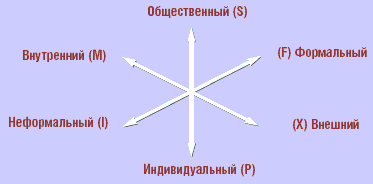 Общественный (S)
Внутренний (M)
(F) Формальный
Неформальный (I)
(X) Внешний
Индивидуальный (P)